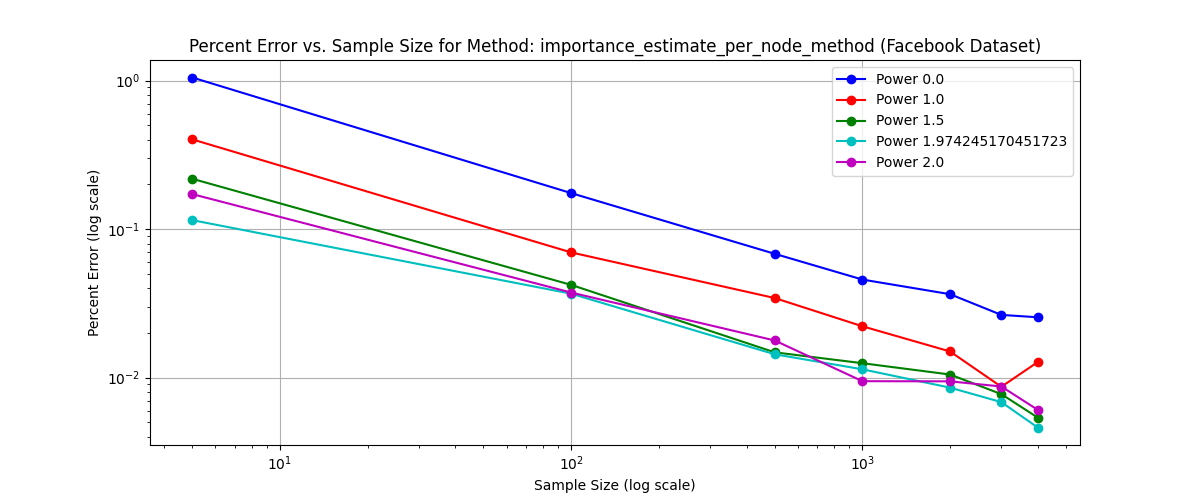 Percent Error vs. Sample Size for Method: importance_estimate_per_node_method (Facebook Dataset)
Power 0.0
Power 1.0
Power 1.5
Power 1.974245170451723
Power 2.0
Percent Error (log scale)
10⁰
10⁻¹
10⁻²
10¹
10²
10³
Sample Size (log scale)